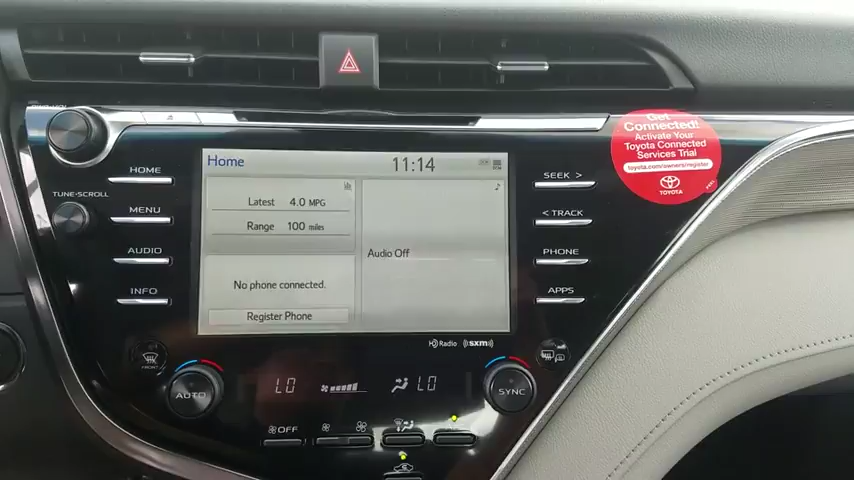 Get
Connected!
Activate Your
Toyota Connected
Services Trial
toyota.com/owners/register
TOYOTA
HOME
TUNE•SCROLL
MENU
AUDIO
INFO
Home
11:14
Latest 4.0 MPG
Range 100 miles
Audio Off
No phone connected.
Register Phone
SEEK >
< TRACK
PHONE
APPS
HD Radio ((sxm))
FRONT
AUTO
LO
LO
SYNC
OFF